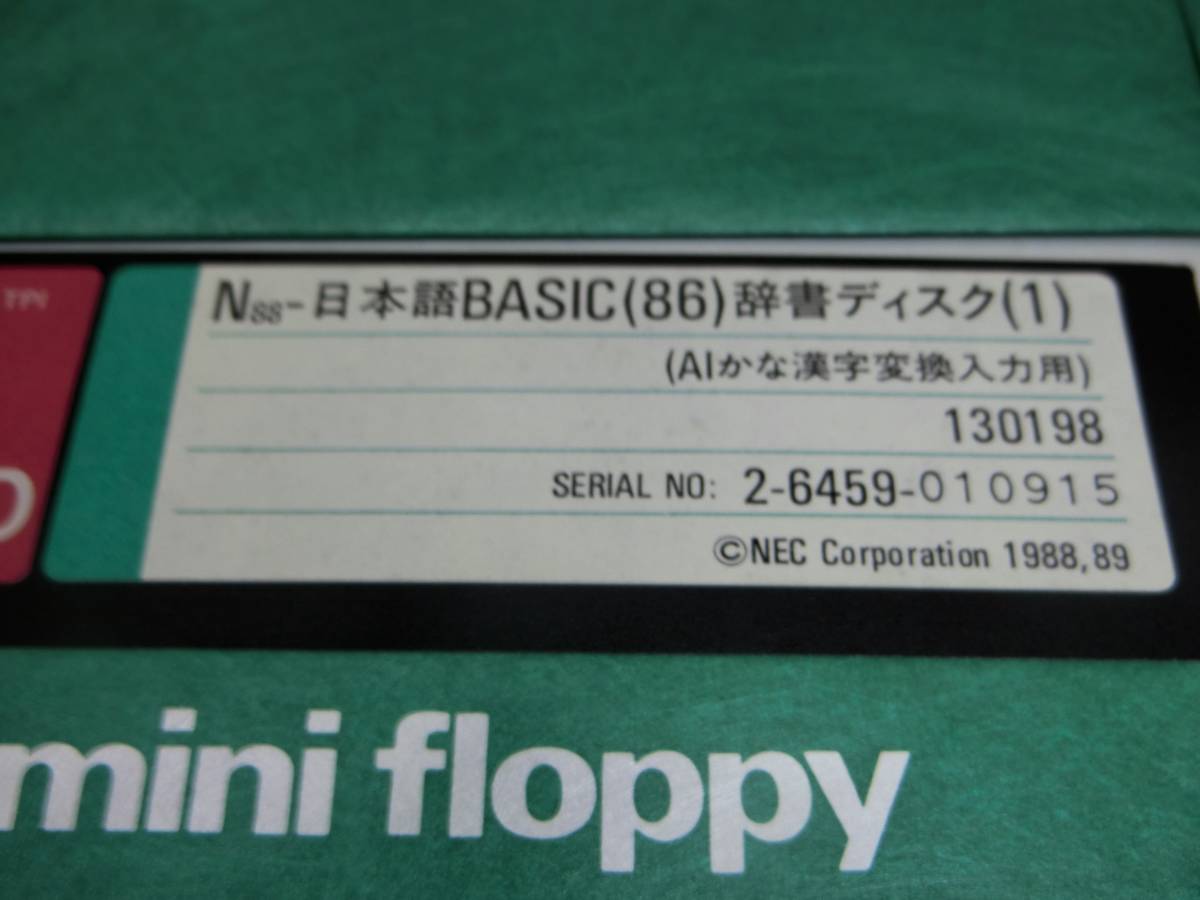 TPI
N88-日本語BASIC(86)辞書ディスク(1)
(AIかな漢字変換入力用)
130198
SERIAL NO: 2-6459-010915
©NEC Corporation 1988,89
mini floppy